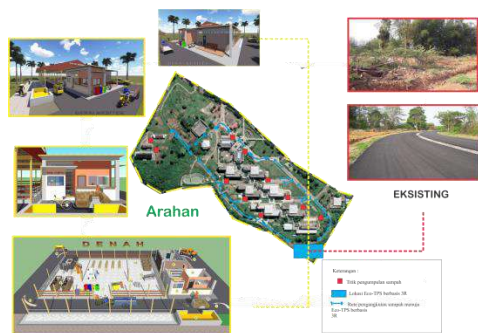 EKSISTING
Arahan
DENAH
Keterangan :
Titik pengumpulan sampah
Lokasi Eco-TPS berbasis 3R
Rute pengangkutan sampah menuju
Eco-TPS berbasis
3R